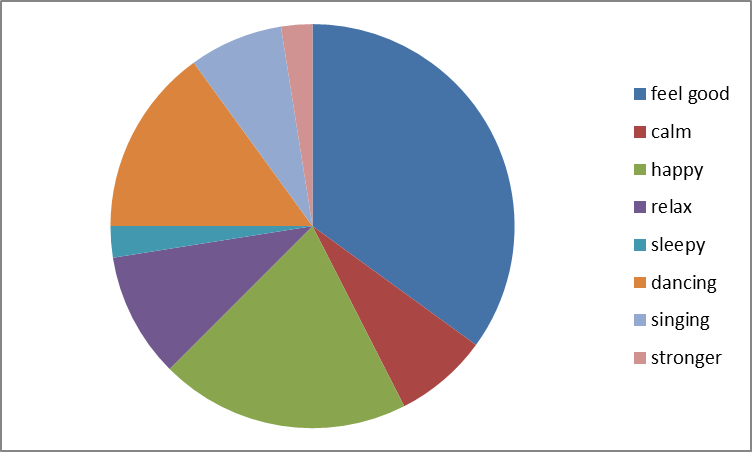 feel good
calm
happy
relax
sleepy
dancing
singing
stronger